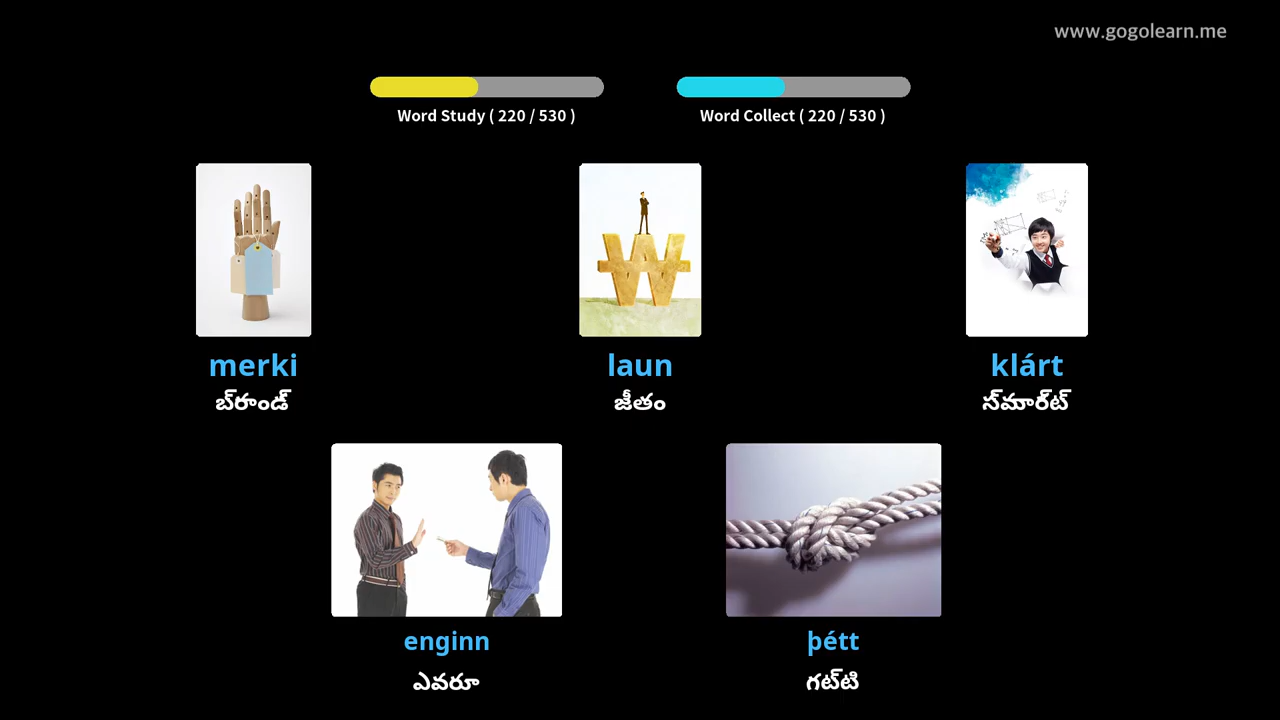 www.gogolearn.me
Word Study ( 220 / 530 )
Word Collect ( 220 / 530 )
merki
బ్‌రాండ్
laun
జీతం
klárt
స్‌మార్‌ట్
enginn
ఎవరూ
þétt
గట్‌టి